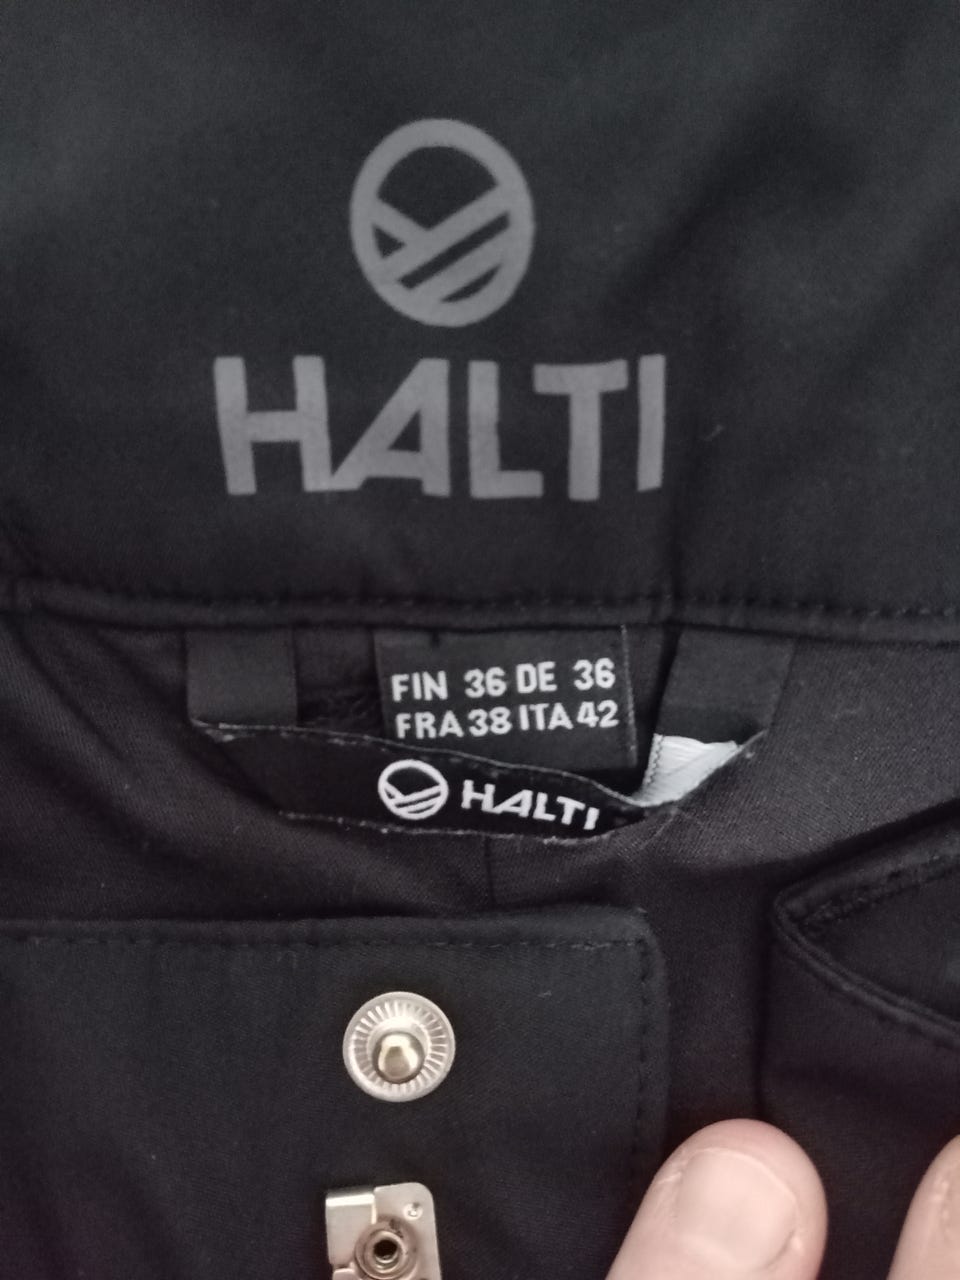 HALTI
FIN 36 DE 36
FRA 38 ITA 42
HALTI